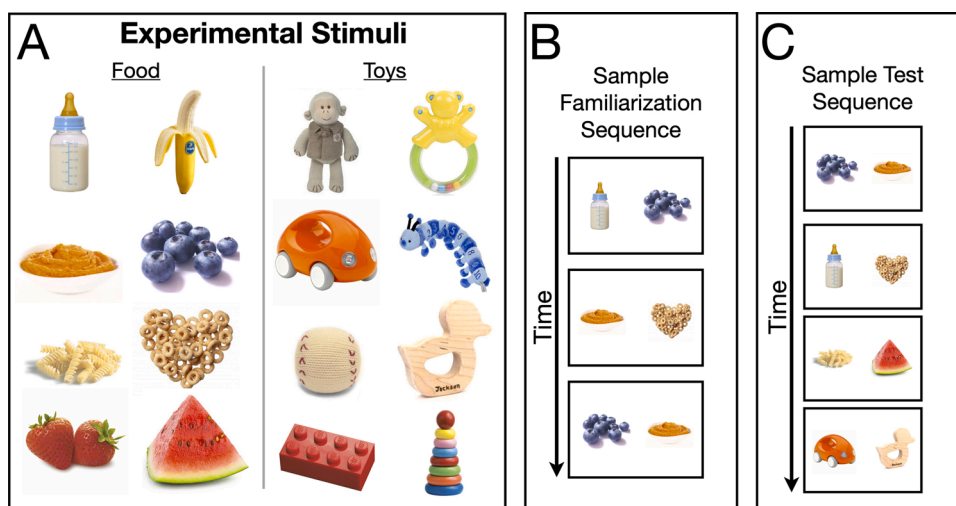 A
Experimental Stimuli
Food
Toys
Jackson
B
Sample
Familiarization
Sequence
Time
C
Sample Test
Sequence
Time